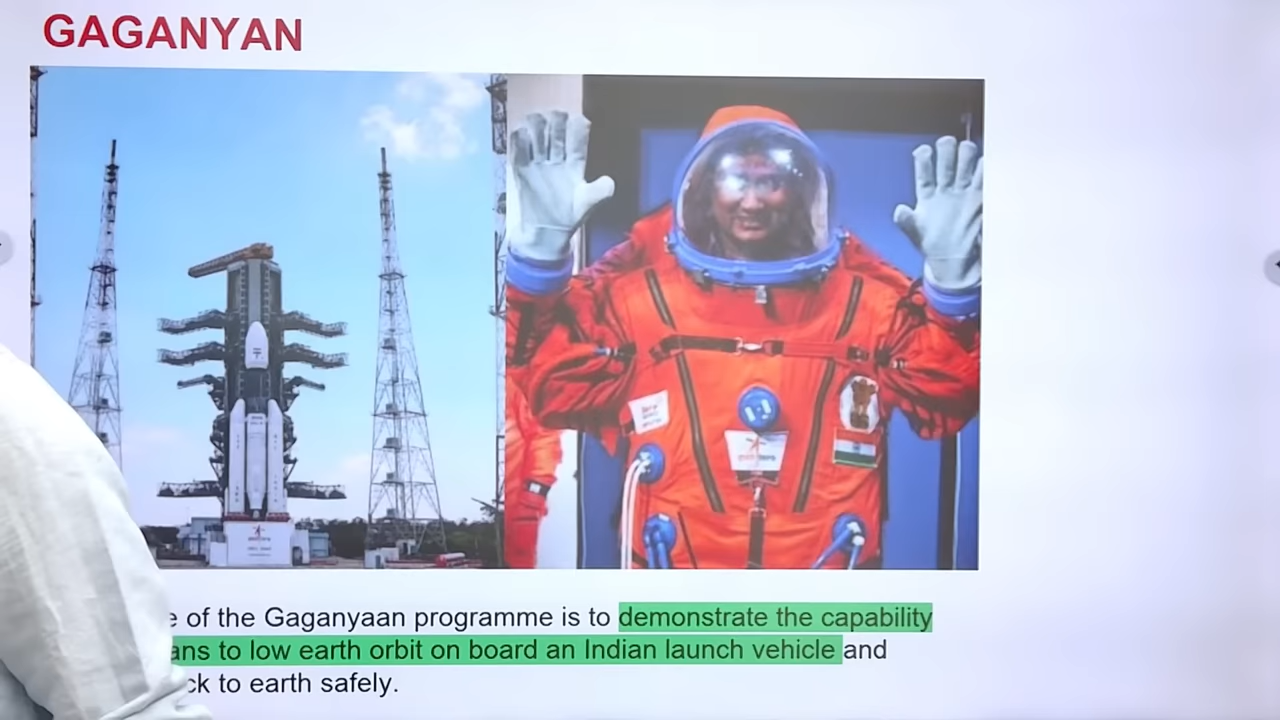 GAGANYAN
e of the Gaganyaan programme is to demonstrate the capability
ans to low earth orbit on board an Indian launch vehicle and
ck to earth safely.